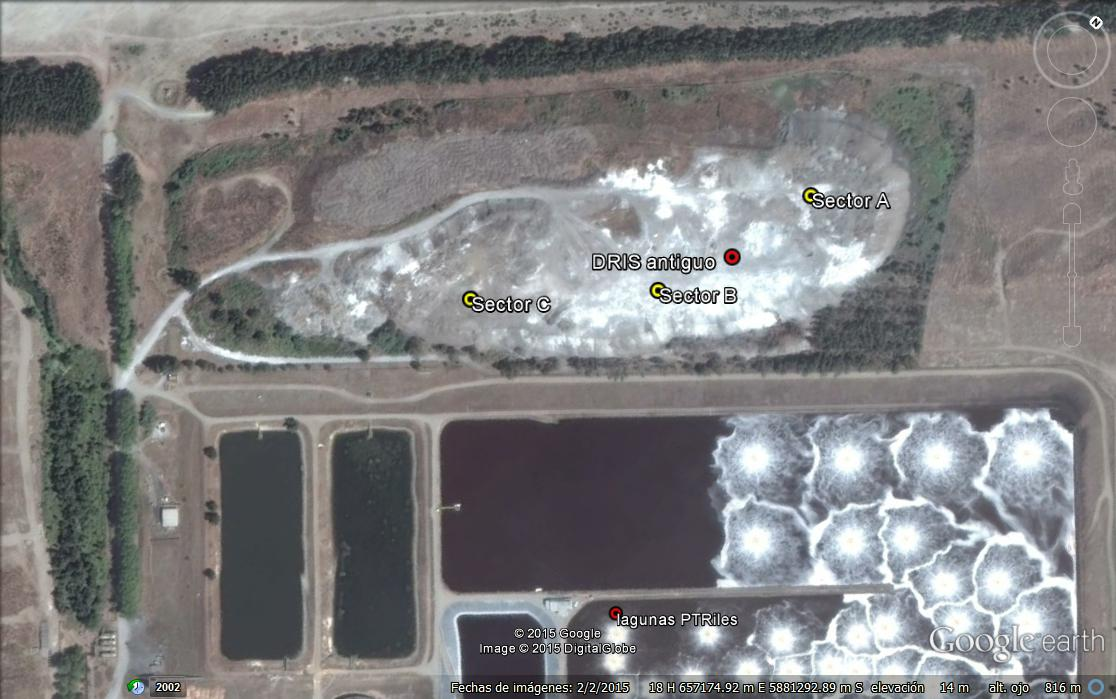 N
Sector A
DRIS antiguo
Sector B
Sector C
lagunas PTRiles
© 2015 Google
Image © 2015 DigitalGlobe
Google earth
2002
Fechas de imágenes: 2/2/2015 18 H 657174.92 m E 5881292.89 m S elevación 14 m alt. ojo 816 m